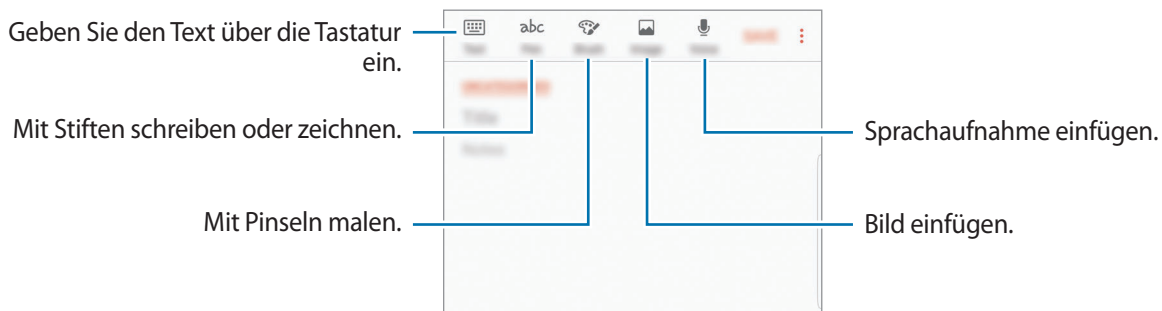 Geben Sie den Text über die Tastatur
ein.
abc
Mit Stiften schreiben oder zeichnen.
Sprachaufnahme einfügen.
Mit Pinseln malen.
Bild einfügen.